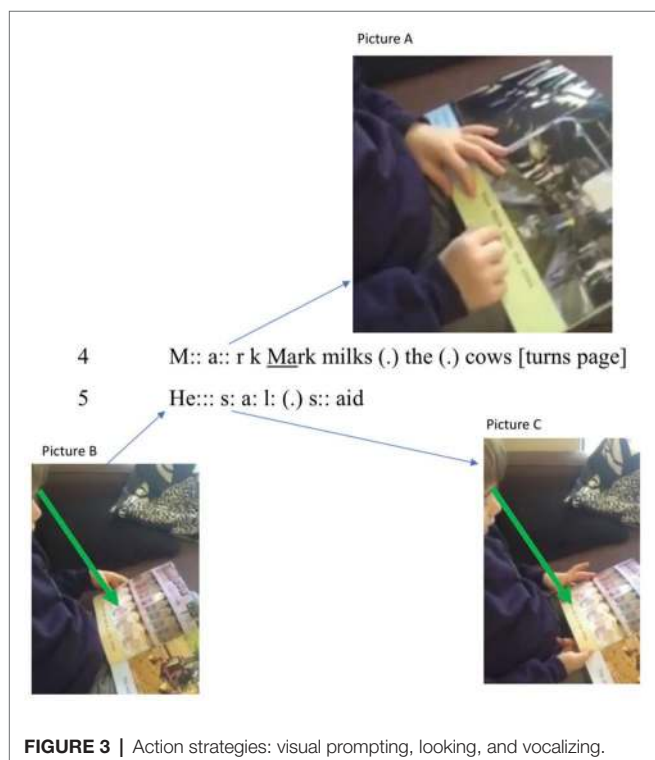 Picture A
4 M:: a:: r k Mark milks (.) the (.) cows [turns page]
5 He::: s: a: l: (.) s:: aid
Picture B
Picture C
FIGURE 3 | Action strategies: visual prompting, looking, and vocalizing.